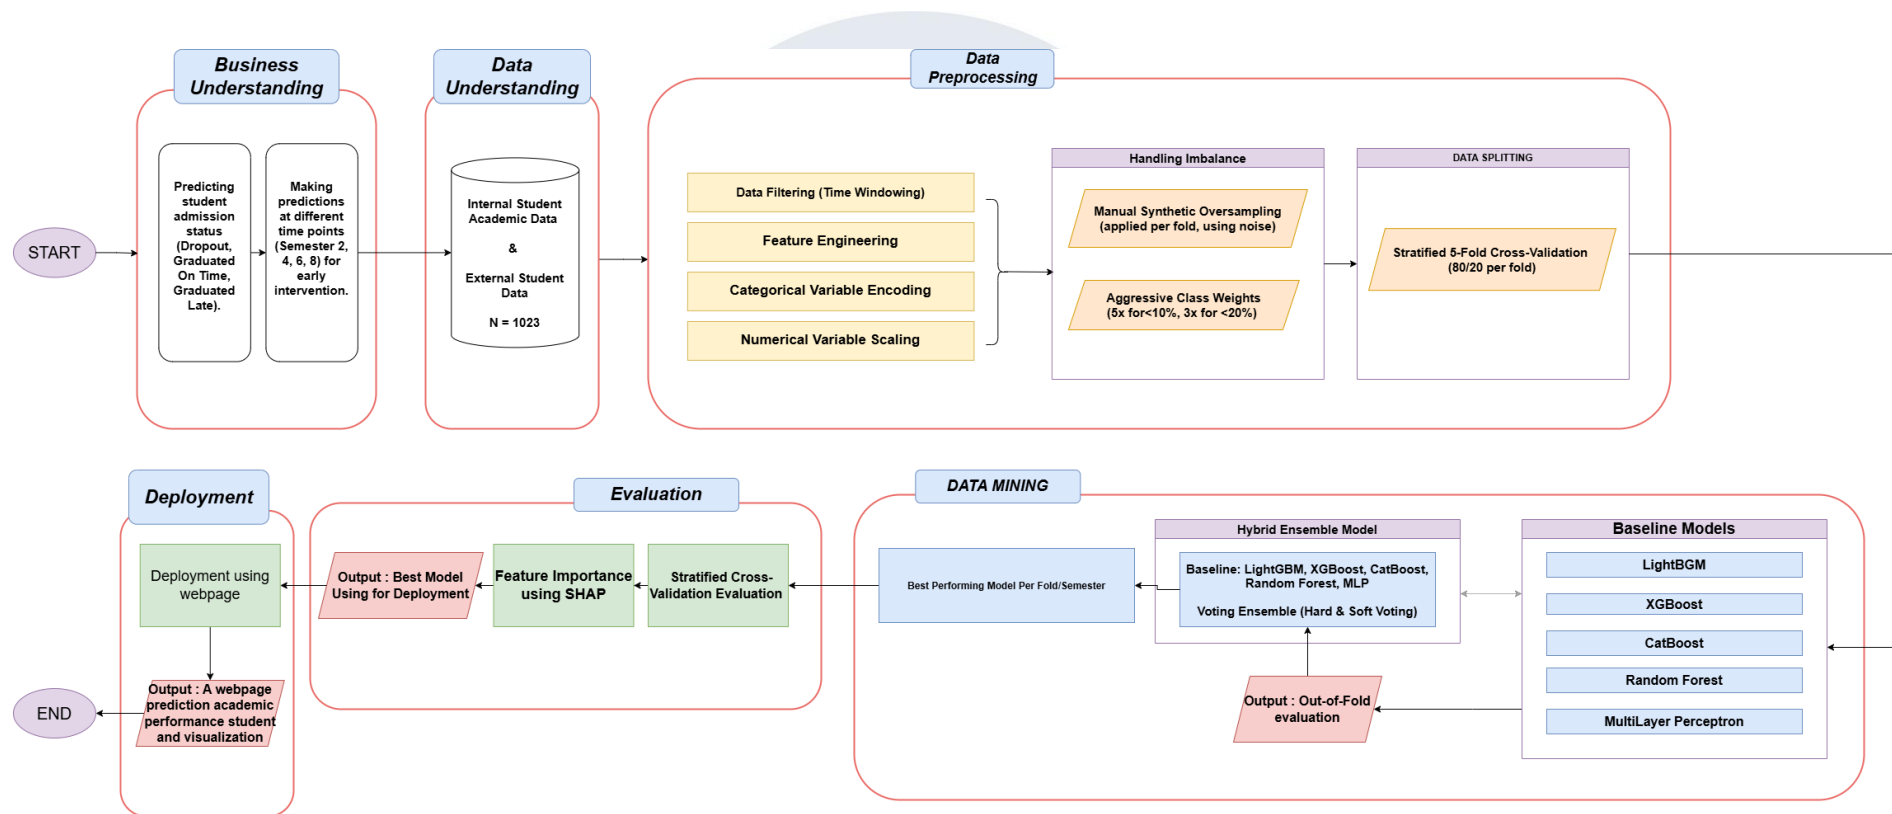 Business
Understanding
Data
Understanding
Data
Preprocessing
START
Predicting
student
admission
status
(Dropout,
Graduated
On Time,
Graduated
Late).
Making
predictions
at different
time points
(Semester 2,
4, 6, 8) for
early
intervention.
Internal Student
Academic Data
&
External Student
Data
N = 1023
Data Filtering (Time Windowing)
Feature Engineering
Categorical Variable Encoding
Numerical Variable Scaling
Handling Imbalance
Manual Synthetic Oversampling
(applied per fold, using noise)
Aggressive Class Weights
(5x for<10%, 3x for <20%)
DATA SPLITTING
Stratified 5-Fold Cross-Validation
(80/20 per fold)
DATA MINING
Baseline Models
LightBGM
XGBoost
CatBoost
Random Forest
MultiLayer Perceptron
Output : Out-of-Fold
evaluation
Hybrid Ensemble Model
Baseline: LightGBM, XGBoost, CatBoost,
Random Forest, MLP
Voting Ensemble (Hard & Soft Voting)
Best Performing Model Per Fold/Semester
Evaluation
Stratified Cross-
Validation Evaluation
Feature Importance
using SHAP
Output : Best Model
Using for Deployment
Deployment
Deployment using
webpage
Output : A webpage
prediction academic
performance student
and visualization
END